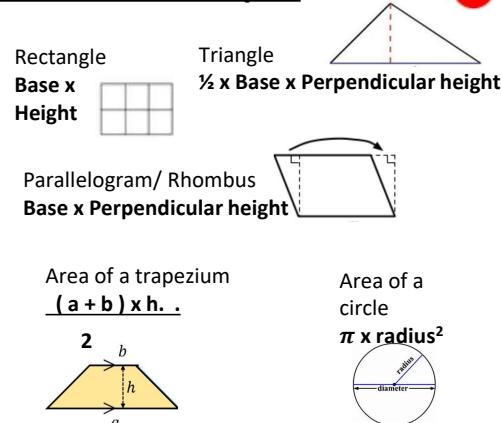 Rectangle
Base x
Height
Triangle
½ x Base x Perpendicular height
Parallelogram/ Rhombus
Base x Perpendicular height
Area of a trapezium
( a + b ) x h. .
2
b
h
a
Area of a
circle
𝝅 x radius²
radius
diameter